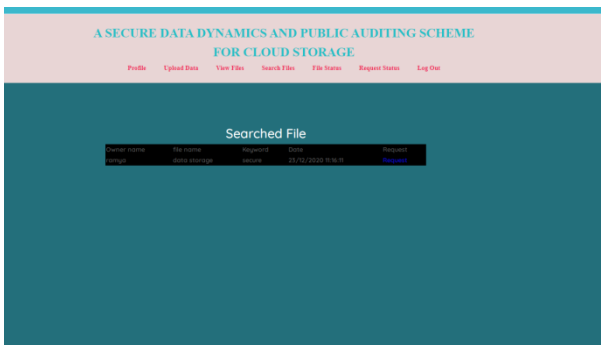 A SECURE DATA DYNAMICS AND PUBLIC AUDITING SCHEME
FOR CLOUD STORAGE
Profile Upload Data View Files Search Files File Status Request Status Log Out
Searched File
Owner name file name Keyword Date Request
ramya data storage secure 23/12/2020 11:16:11 Request